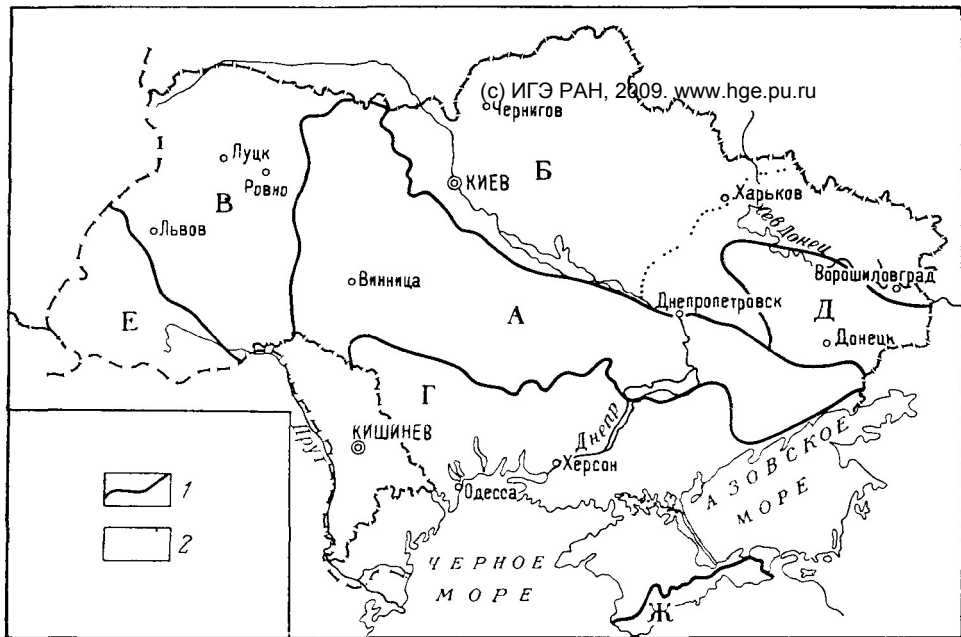 (c) ИГЭ РАН, 2009. www.hge.pu.ru
Чернигов
Луцк
Ровно
Б
КИЕВ
Харьков
В
Сев Донец
Львов
Ворошиловград
Винница
Днепропетровск
А
Д
Е
Донецк
Г
Днепр
КИШИНЕВ
Прут
Херсон
Одесса
АЗОВСКОЕ
МОРЕ
1
2
ЧЕРНОЕ
МОРЕ
Ж